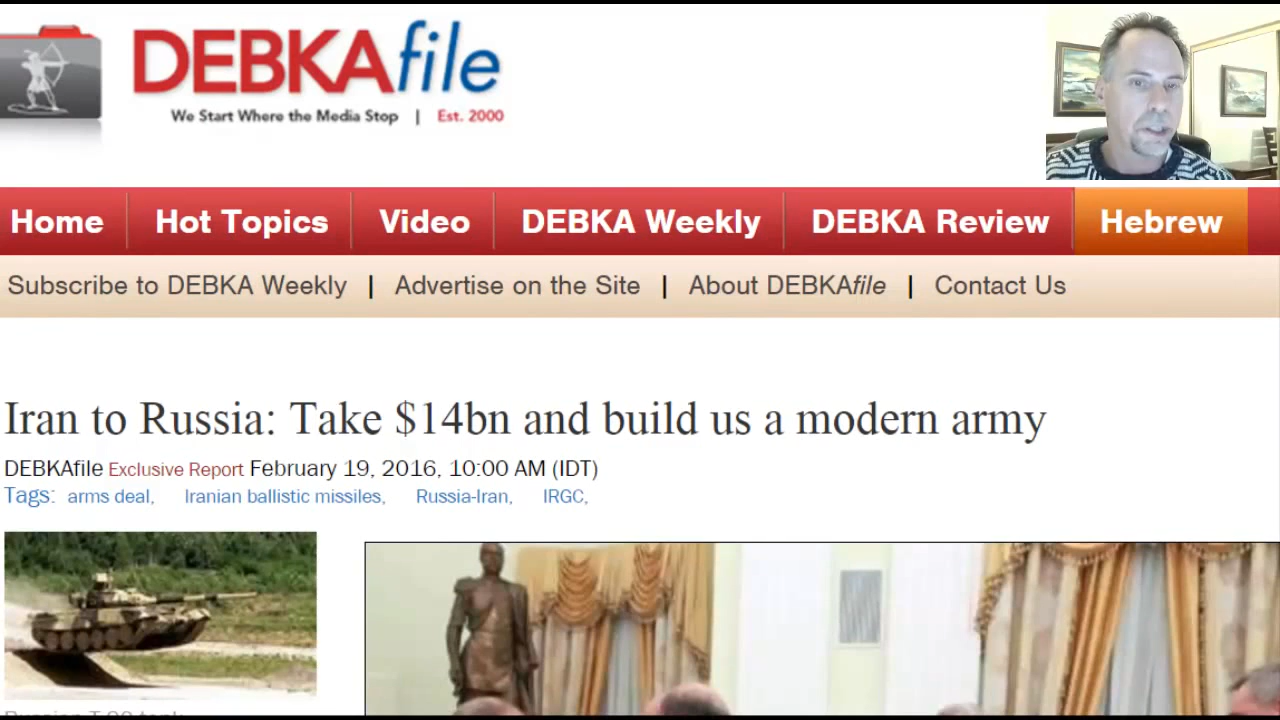 DEBKAfile
We Start Where the Media Stop | Est. 2000
Home Hot Topics Video DEBKA Weekly DEBKA Review Hebrew
Subscribe to DEBKA Weekly | Advertise on the Site | About DEBKAfile | Contact Us
Iran to Russia: Take $14bn and build us a modern army
DEBKAfile Exclusive Report February 19, 2016, 10:00 AM (IDT)
Tags: arms deal, Iranian ballistic missiles, Russia-Iran, IRGC,